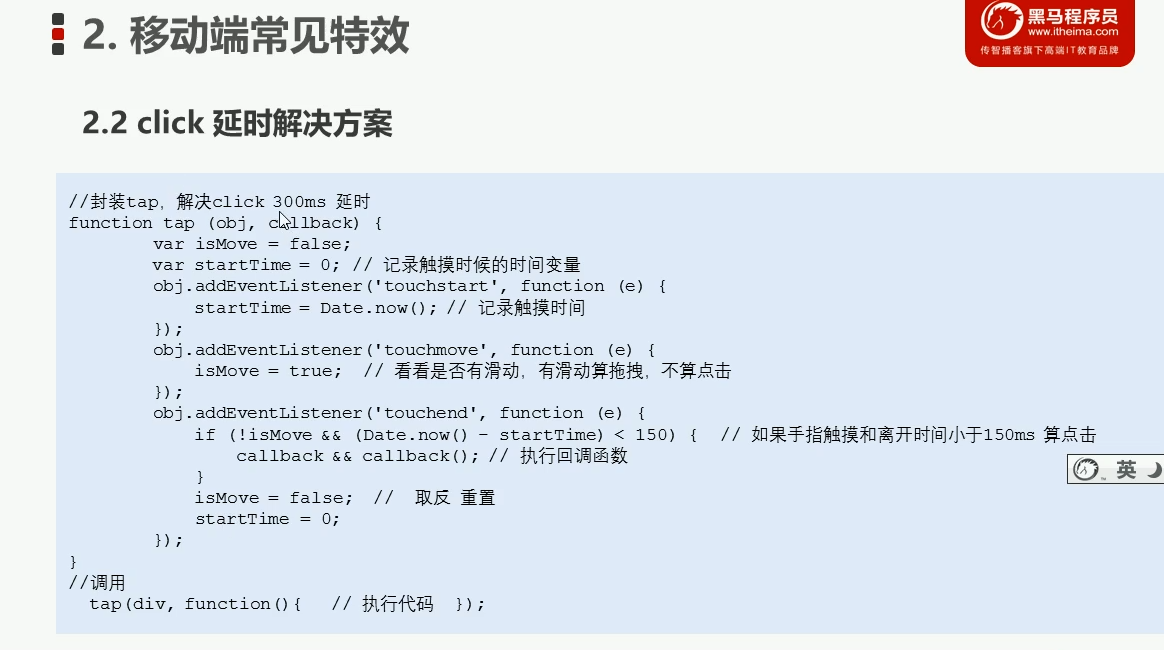 2. 移动端常见特效
黑马程序员
www.itheima.com
传智播客旗下高端IT教育品牌
2.2 click 延时解决方案
//封装tap，解决click 300ms 延时
function tap (obj, callback) {
var isMove = false;
var startTime = 0; // 记录触摸时候的时间变量
obj.addEventListener('touchstart', function (e) {
startTime = Date.now(); // 记录触摸时间
});
obj.addEventListener('touchmove', function (e) {
isMove = true; // 看看是否有滑动，有滑动算拖拽，不算点击
});
obj.addEventListener('touchend', function (e) {
if (!isMove && (Date.now() - startTime) < 150) { // 如果手指触摸和离开时间小于150ms 算点击
callback && callback(); // 执行回调函数
}
isMove = false; // 取反 重置
startTime = 0;
});
}
//调用
tap(div, function(){ // 执行代码 });
英